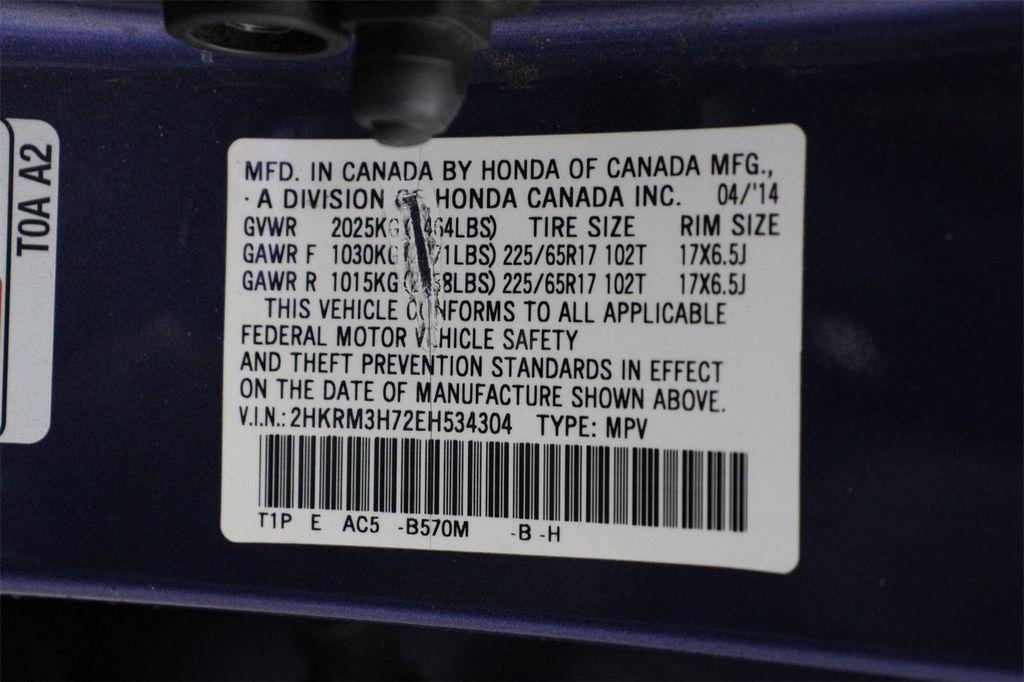 T0A A2
MFD. IN CANADA BY HONDA OF CANADA MFG.,
· A DIVISION HONDA CANADA INC. 04/'14
GVWR 2025KG TIRE SIZE RIM SIZE
GAWR F 1030KG 225/65R17 102T 17X6.5J
GAWR R 1015KG 225/65R17 102T 17X6.5J
THIS VEHICLE CONFORMS TO ALL APPLICABLE
FEDERAL MOTOR VEHICLE SAFETY
AND THEFT PREVENTION STANDARDS IN EFFECT
ON THE DATE OF MANUFACTURE SHOWN ABOVE.
V.I.N.: 2HKRM3H72EH534304 TYPE: MPV
T1P E AC5 -B570M -B -H